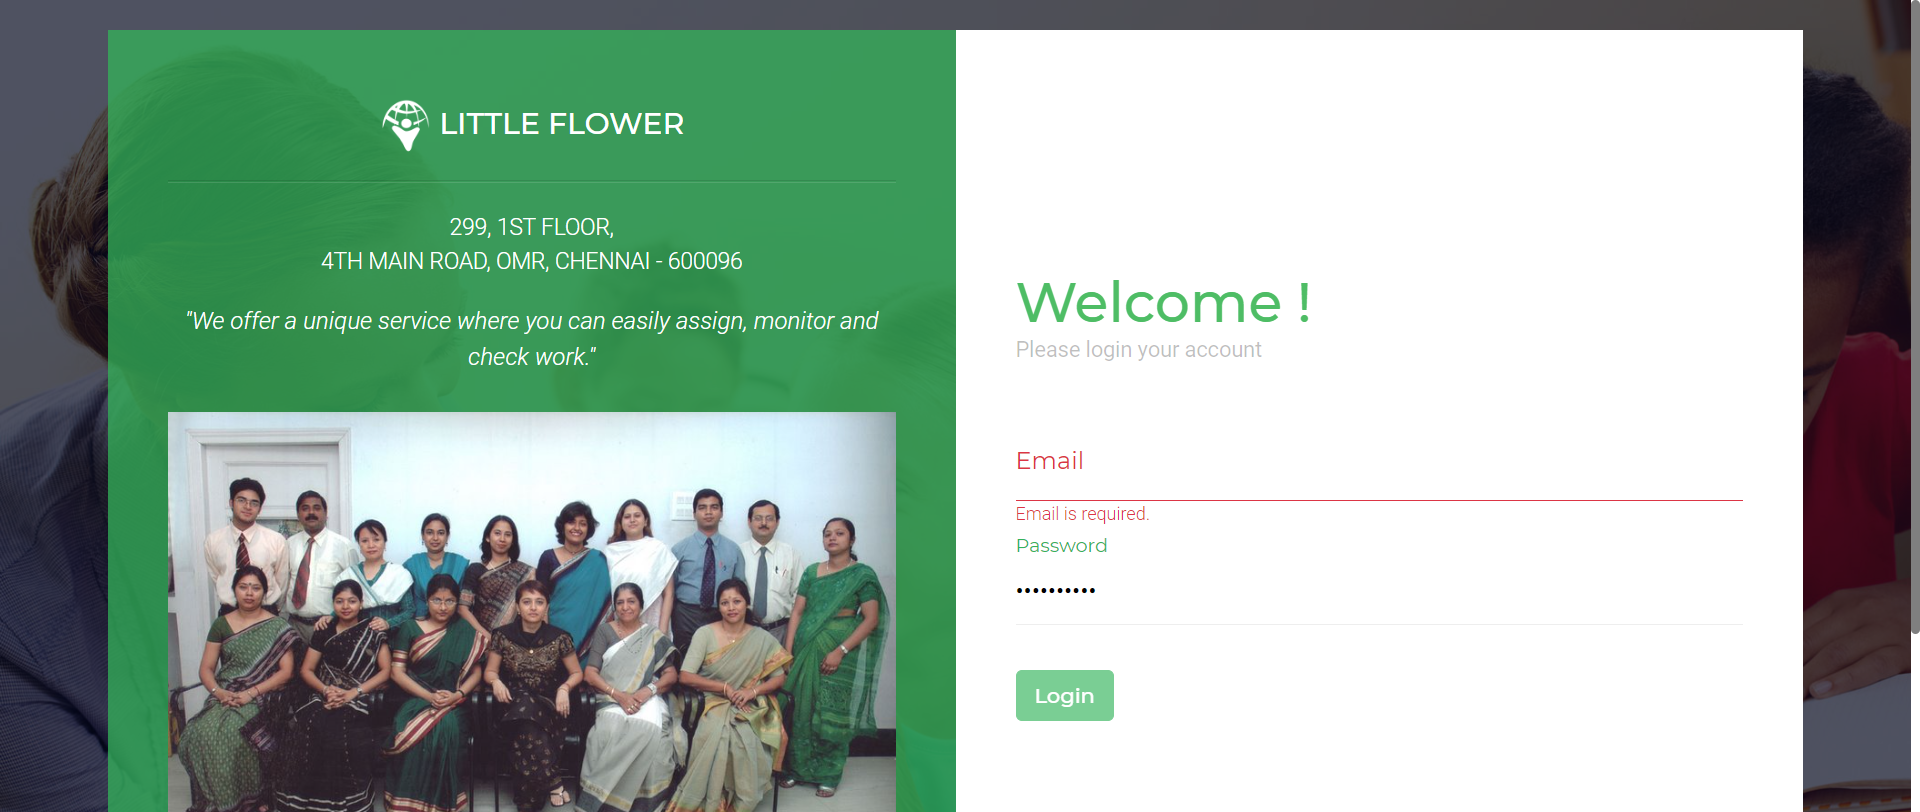 LITTLE FLOWER
299, 1ST FLOOR,
4TH MAIN ROAD, OMR, CHENNAI - 600096
"We offer a unique service where you can easily assign, monitor and
check work."
Welcome !
Please login your account
Email
Email is required.
Password
••••••••••
Login